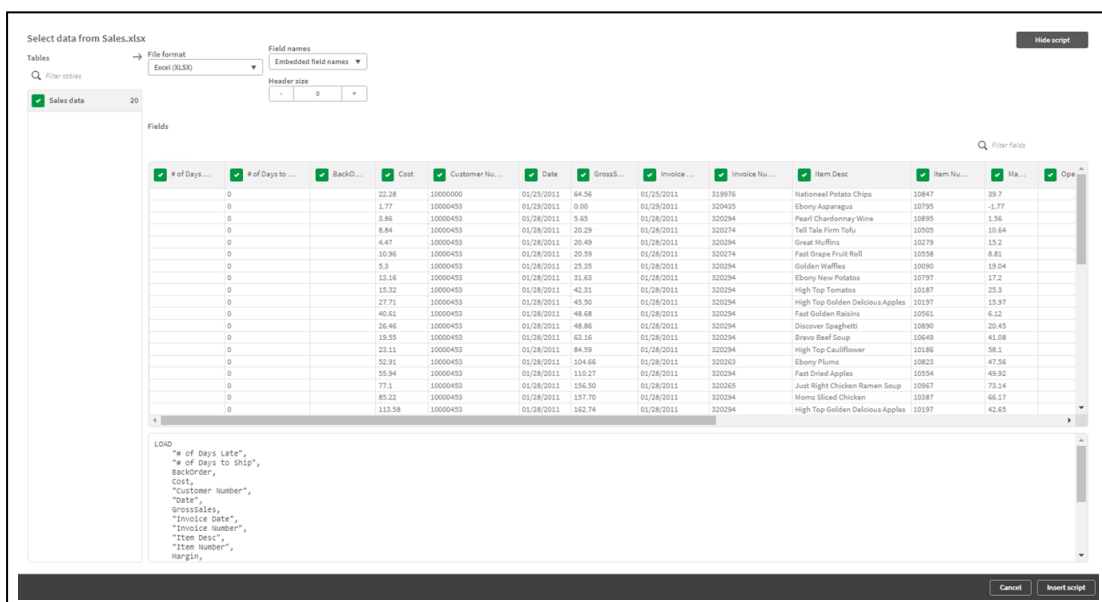 Select data from Sales.xlsx
Hide script
Tables
File format
Excel (XLSX)
Field names
Embedded field names
Filter tables
Header size
- 0 +
Sales data 20
Fields
Filter fields
# of Days ... # of Days to ... BackO... Cost Customer Nu... Date GrossS... Invoice ... Invoice Nu... Item Desc Item Nu... Ma... Ope
0 22.28 10000000 01/25/2011 64.56 01/25/2011 319976 Nationeel Potato Chips 10847 39.7
0 1.77 10000453 01/29/2011 0.00 01/29/2011 320435 Ebony Asparagus 10795 -1.77
0 3.86 10000453 01/28/2011 5.65 01/28/2011 320294 Pearl Chardonnay Wine 10895 1.56
0 8.84 10000453 01/28/2011 20.29 01/28/2011 320274 Tell Tale Firm Tofu 10505 10.64
0 4.47 10000453 01/28/2011 20.49 01/28/2011 320294 Great Muffins 10279 15.2
0 10.96 10000453 01/28/2011 20.59 01/28/2011 320274 Fast Grape Fruit Roll 10558 8.81
0 5.3 10000453 01/28/2011 25.35 01/28/2011 320294 Golden Waffles 10090 19.04
0 13.16 10000453 01/28/2011 31.63 01/28/2011 320294 Ebony New Potatos 10797 17.2
0 15.32 10000453 01/28/2011 42.31 01/28/2011 320294 High Top Tomatos 10187 25.3
0 27.71 10000453 01/28/2011 45.50 01/28/2011 320294 High Top Golden Delcious Apples 10197 15.97
0 40.61 10000453 01/28/2011 48.68 01/28/2011 320294 Fast Golden Raisins 10561 6.12
0 26.46 10000453 01/28/2011 48.86 01/28/2011 320294 Discover Spaghetti 10890 20.45
0 19.55 10000453 01/28/2011 63.16 01/28/2011 320294 Bravo Beef Soup 10649 41.08
0 23.11 10000453 01/28/2011 84.59 01/28/2011 320294 High Top Cauliflower 10186 58.1
0 52.91 10000453 01/28/2011 104.66 01/28/2011 320263 Ebony Plums 10823 47.56
0 55.94 10000453 01/28/2011 110.27 01/28/2011 320294 Fast Dried Apples 10554 49.92
0 77.1 10000453 01/28/2011 156.50 01/28/2011 320265 Just Right Chicken Ramen Soup 10967 73.14
0 85.22 10000453 01/28/2011 157.70 01/28/2011 320294 Moms Sliced Chicken 10387 66.17
0 113.58 10000453 01/28/2011 162.74 01/28/2011 320294 High Top Golden Delcious Apples 10197 42.65
LOAD
"# of Days Late",
"# of Days to Ship",
BackOrder,
Cost,
"Customer Number",
"Date",
GrossSales,
"Invoice Date",
"Invoice Number",
"Item Desc",
"Item Number",
Margin,
Cancel
Insert script